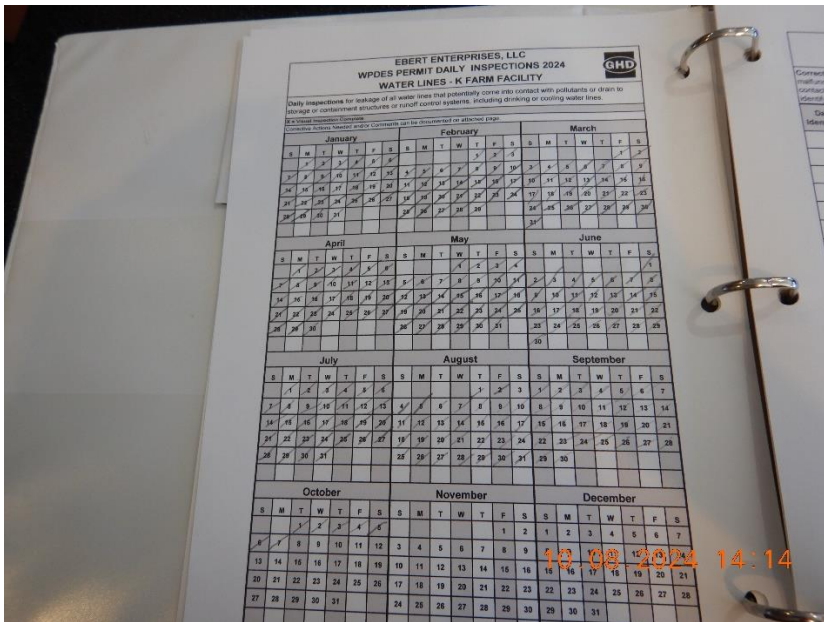 EBERT ENTERPRISES, LLC
WPDES PERMIT DAILY INSPECTIONS 2024
WATER LINES - K FARM FACILITY
GHD
Daily inspections for leakage of all water lines that potentially come into contact with pollutants or drain to
storage or containment structures or runoff control systems, including drinking or cooling water lines.
X = Visual Inspection Complete
Corrective Actions Needed and/or Comments can be documented on attached page.
January February March
S M T W T F S S M T W T F S S M T W T F S
1 2 3 4 5 6 1 2 3 1 2
7 8 9 10 11 12 13 4 5 6 7 8 9 10 3 4 5 6 7 8 9
14 15 16 17 18 19 20 11 12 13 14 15 16 17 10 11 12 13 14 15 16
21 22 23 24 25 26 27 18 19 20 21 22 23 24 17 18 19 20 21 22 23
28 29 30 31 25 26 27 28 24 25 26 27 28 29 30
31
April May June
S M T W T F S S M T W T F S S M T W T F S
1 2 3 4 5 6 1 2 3 4 1
7 8 9 10 11 12 13 5 6 7 8 9 10 11 2 3 4 5 6 7 8
14 15 16 17 18 19 20 12 13 14 15 16 17 18 9 10 11 12 13 14 15
21 22 23 24 25 26 27 19 20 21 22 23 24 25 16 17 18 19 20 21 22
28 29 30 26 27 28 29 30 31 23 24 25 26 27 28 29
30
July August September
S M T W T F S S M T W T F S S M T W T F S
1 2 3 4 5 6 1 2 3 1 2 3 4 5 6 7
7 8 9 10 11 12 13 4 5 6 7 8 9 10 8 9 10 11 12 13 14
14 15 16 17 18 19 20 11 12 13 14 15 16 17 15 16 17 18 19 20 21
21 22 23 24 25 26 27 18 19 20 21 22 23 24 22 23 24 25 26 27 28
28 29 30 31 25 26 27 28 29 30 31 29 30
October November December
S M T W T F S S M T W T F S S M T W T F S
1 2 3 4 5 1 2 1 2 3 4 5 6 7
6 7 8 9 10 11 12 3 4 5 6 7 8 9 8 9 10 11 12 13 14
13 14 15 16 17 18 19 10 11 12 13 14 15 16 15 16 17 18 19 20 21
20 21 22 23 24 25 26 17 18 19 20 21 22 23 22 23 24 25 26 27 28
27 28 29 30 31 24 25 26 27 28 29 30 29 30 31
10.08.2024 14:14